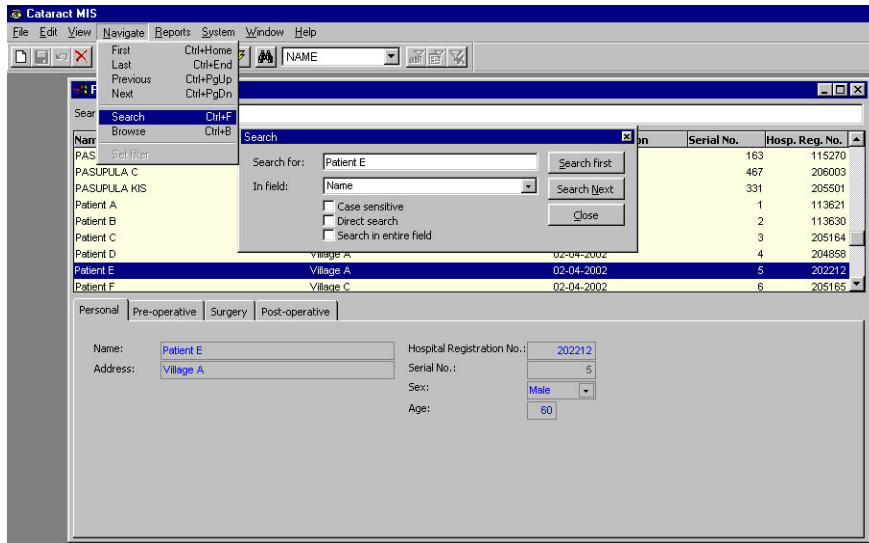 Cataract MIS
File Edit View Navigate Reports System Window Help
First Ctrl+Home
Last Ctrl+End
Previous Ctrl+PgUp
Next Ctrl+PgDn
Search Ctrl+F
Browse Ctrl+B
Set filter
NAME
Search
Search for: Patient E Search first
In field: Name Search Next
Case sensitive Close
Direct search
Search in entire field
Serial No. Hosp. Reg. No.
163 115270
PASUPULA C 467 206003
PASUPULA KIS 331 205501
Patient A 1 113621
Patient B 2 113630
Patient C 3 205164
Patient D Village A 02-04-2002 4 204858
Patient E Village A 02-04-2002 5 202212
Patient F Village C 02-04-2002 6 205165
Personal Pre-operative Surgery Post-operative
Name: Patient E Hospital Registration No.: 202212
Address: Village A Serial No.: 5
Sex: Male
Age: 60